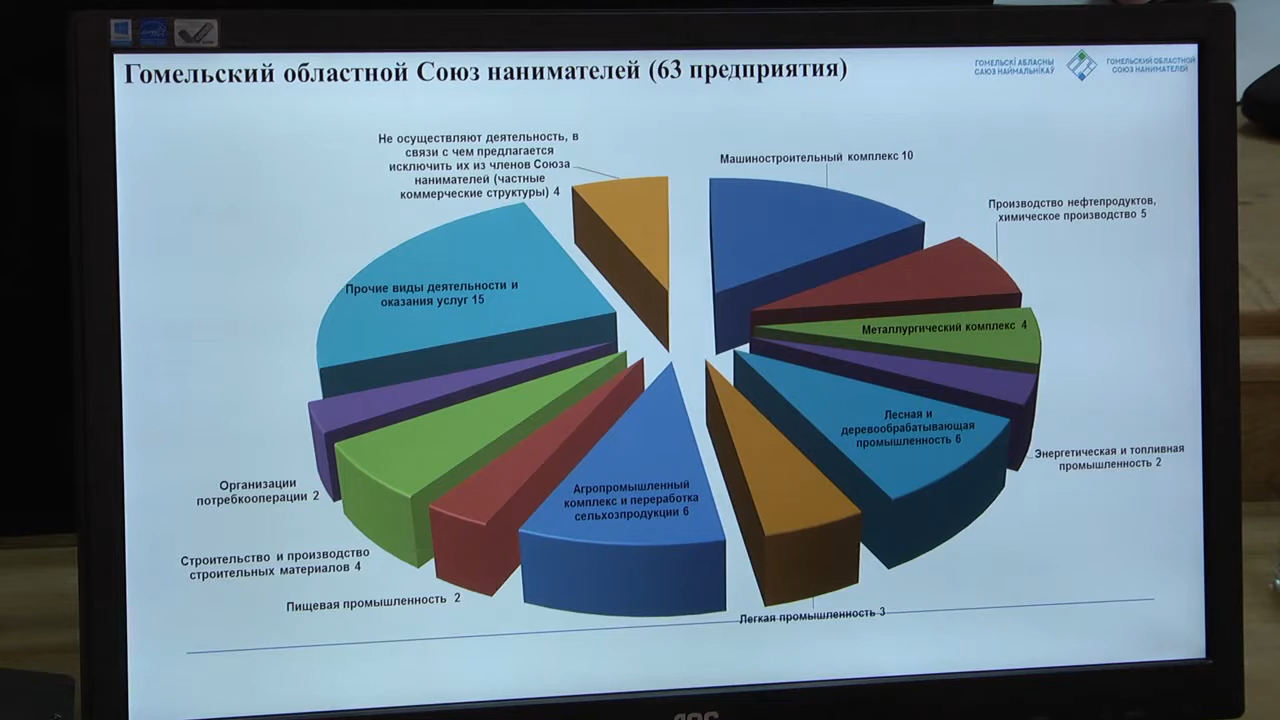 Гомельский областной Союз нанимателей (63 предприятия)
ГОМЕЛЬСКІ АБЛАСНЫ
САЮЗ НАЙМАЛЬНІКАЎ
ГОМЕЛЬСКИЙ ОБЛАСТНОЙ
СОЮЗ НАНИМАТЕЛЕЙ
Не осуществляют деятельность, в
связи с чем предлагается
исключить их из членов Союза
нанимателей (частные
коммерческие структуры) 4
Машиностроительный комплекс 10
Производство нефтепродуктов,
химическое производство 5
Прочие виды деятельности и
оказания услуг 15
Металлургический комплекс 4
Лесная и
деревообрабатывающая
промышленность 6
Энергетическая и топливная
промышленность 2
Организации
потребкооперации 2
Агропромышленный
комплекс и переработка
сельхозпродукции 6
Строительство и производство
строительных материалов 4
Пищевая промышленность 2
Легкая промышленность 3
AOC